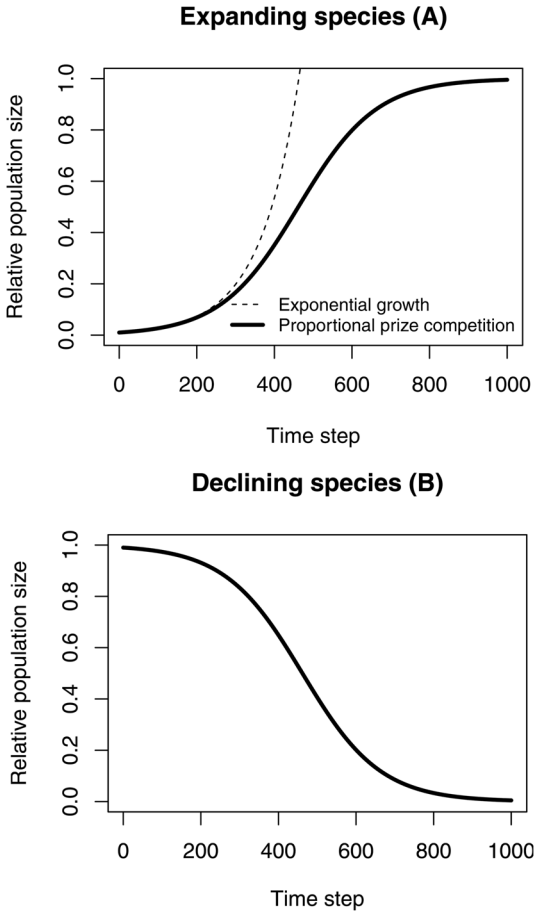 Expanding species (A)
Relative population size
1.0
0.8
0.6
0.4
0.2
0.0
Exponential growth
Proportional prize competition
0 200 400 600 800 1000
Time step
Declining species (B)
Relative population size
1.0
0.8
0.6
0.4
0.2
0.0
0 200 400 600 800 1000
Time step